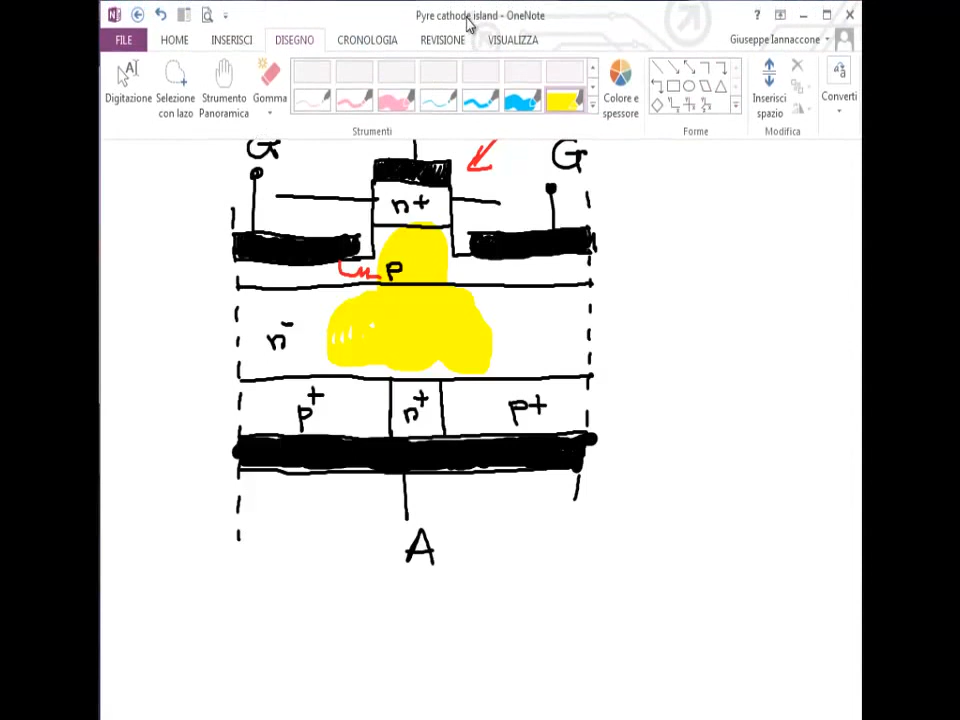 Pyre cathode island - OneNote
?
FILE HOME INSERISCI DISEGNO CRONOLOGIA REVISIONE VISUALIZZA Giuseppe Iannaccone
Digitazione
Selezione
con lazo
Strumento
Panoramica
Gomma
Colore e
spessore
Inserisci
spazio
Converti
Strumenti Forme Modifica
G G
n+
p
n-
p+ n+ p+
A